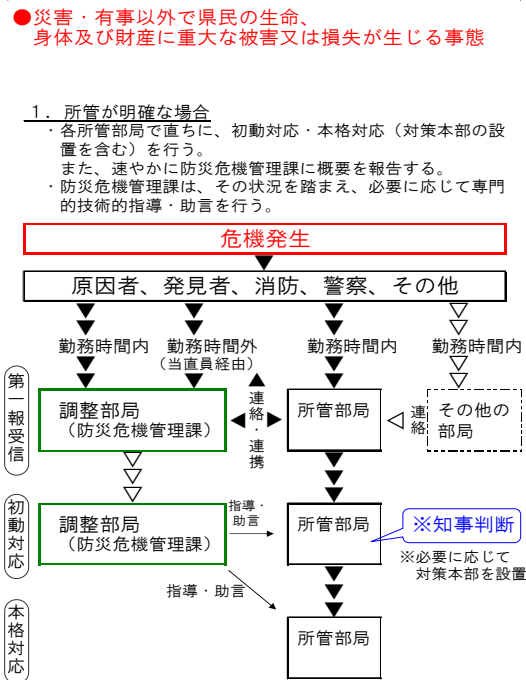 ●災害・有事以外で県民の生命、
身体及び財産に重大な被害又は損失が生じる事態
1．所管が明確な場合
・各所管部局で直ちに、初動対応・本格対応（対策本部の設
置を含む）を行う。
また、速やかに防災危機管理課に概要を報告する。
・防災危機管理課は、その状況を踏まえ、必要に応じて専門
的技術的指導・助言を行う。
危機発生
原因者、発見者、消防、警察、その他
勤務時間内
勤務時間外
（当直員経由）
勤務時間内
勤務時間内
第一報受信
調整部局
（防災危機管理課）
連絡・連携
所管部局
連絡
その他の
部局
初動対応
調整部局
（防災危機管理課）
指導・
助言
所管部局
※知事判断
※必要に応じて
対策本部を設置
指導・助言
本格対応
所管部局